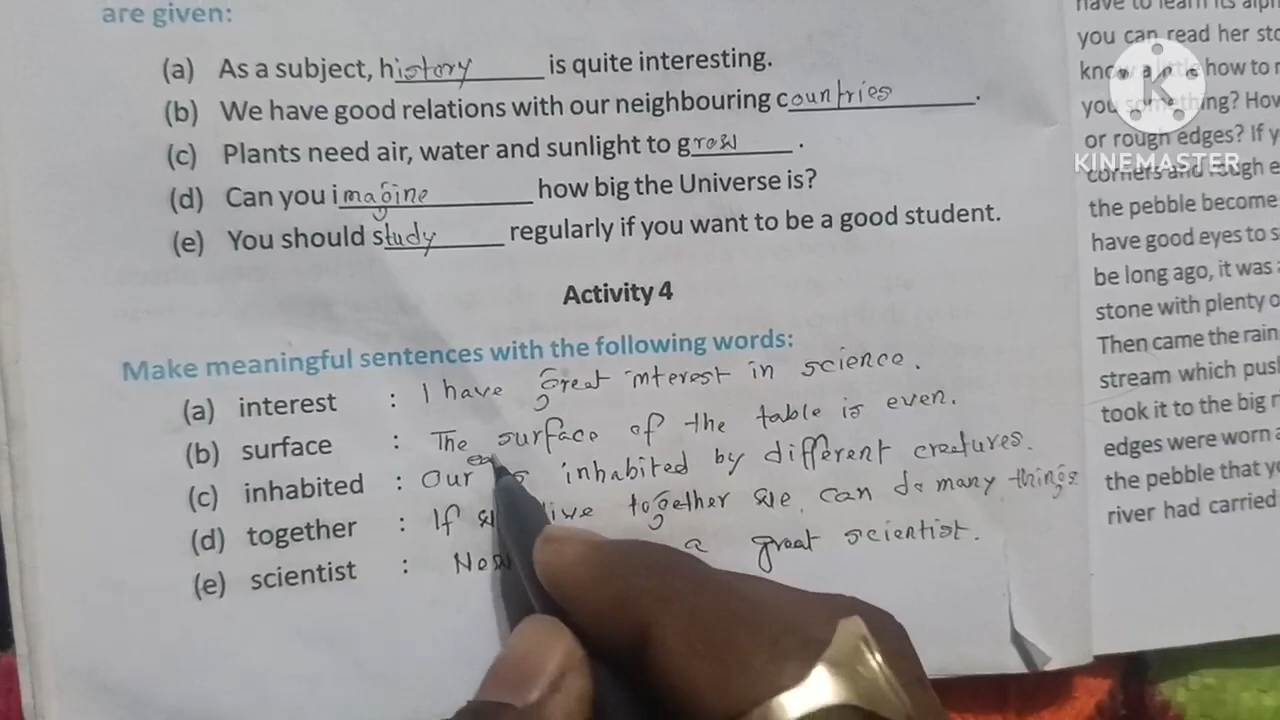 are given:
(a) As a subject, history is quite interesting.
(b) We have good relations with our neighbouring countries.
(c) Plants need air, water and sunlight to grow.
(d) Can you imagine how big the Universe is?
(e) You should study regularly if you want to be a good student.
Activity 4
Make meaningful sentences with the following words:
(a) interest : I have great interest in science.
(b) surface : The surface of the table is even.
(c) inhabited : Our inhabited by different creatures.
(d) together : If live together we can do many things
(e) scientist : a great scientist.
you can read her
how to
you something? How
or rough edges? If
corners and rough
the pebble become
have good eyes to
be long ago, it was
stone with plenty
Then came the rain
stream which
took it to the big
edges were worn
the pebble that
river had carried
KINEMASTER